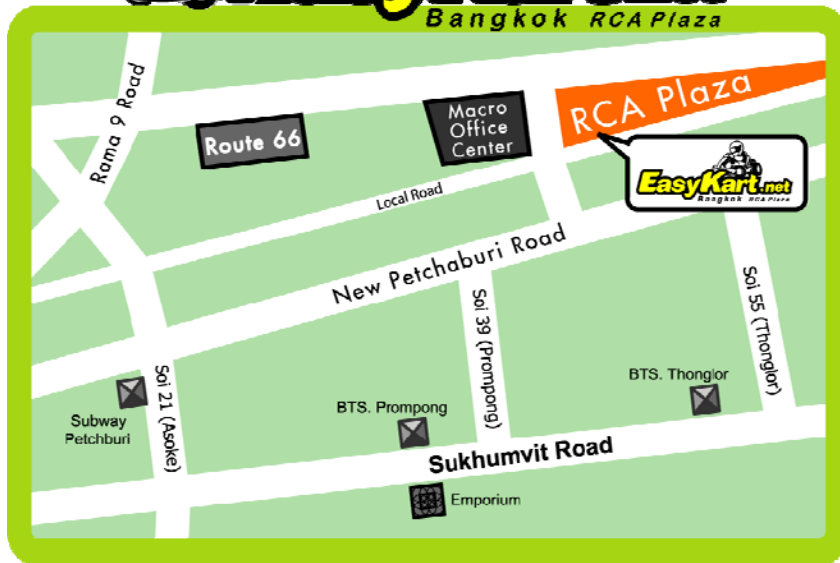 Bangkok RCA Plaza
Rama 9 Road
Route 66
Macro
Office
Center
RCA Plaza
EasyKart.net
Bangkok RCA Plaza
Local Road
New Petchaburi Road
Soi 39 (Prompong)
Soi 55 (Thonglor)
Soi 21 (Asoke)
Subway
Petchburi
BTS. Prompong
BTS. Thonglor
Sukhumvit Road
Emporium